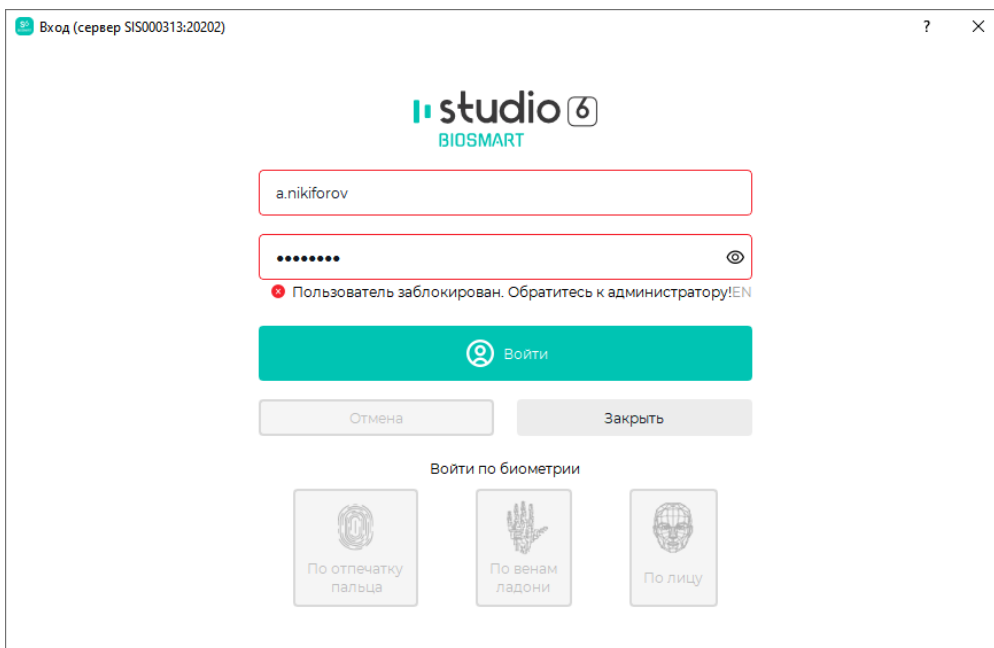 Вход (сервер SIS000313:20202)
studio 6
BIOSMART
a.nikiforov
••••••••
Пользователь заблокирован. Обратитесь к администратору!EN
Войти
Отмена
Закрыть
Войти по биометрии
По отпечатку
пальца
По венам
ладони
По лицу